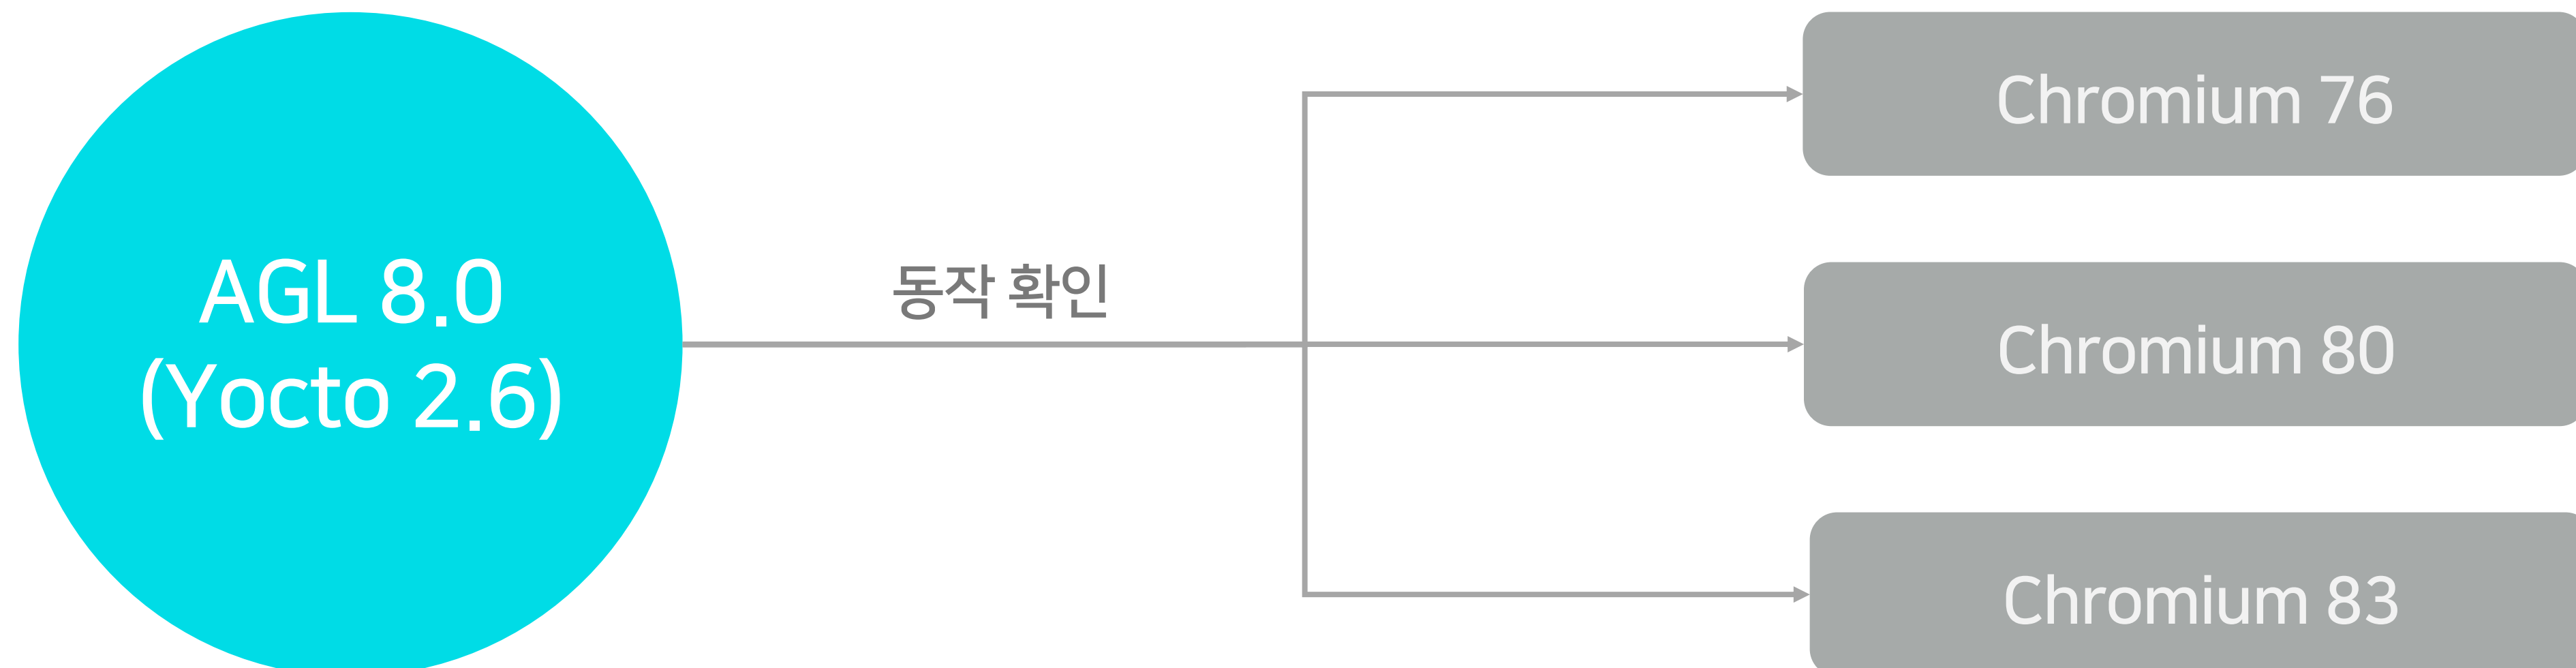 AGL 8.0
(Yocto 2.6)
동작 확인
Chromium 76
Chromium 80
Chromium 83